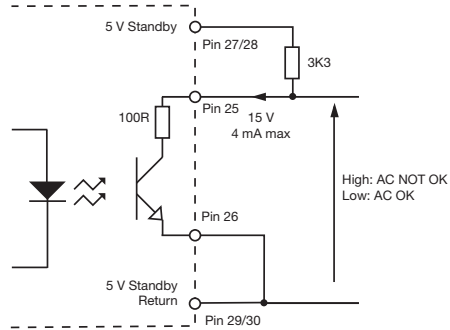 5 V Standby
Pin 27/28
3K3
Pin 25
100R
15 V
4 mA max
High: AC NOT OK
Low: AC OK
Pin 26
5 V Standby
Return
Pin 29/30